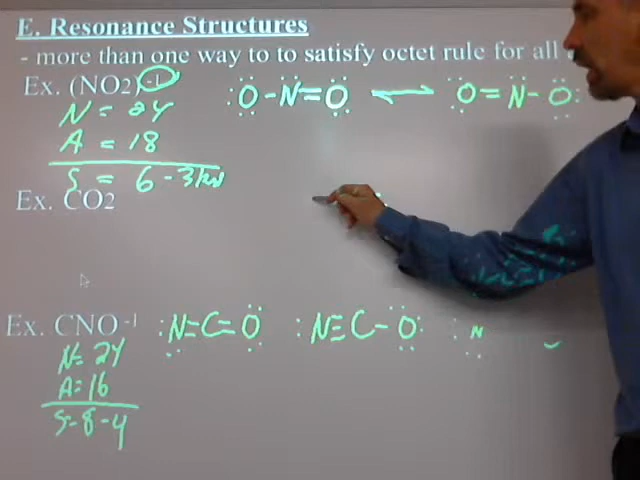 E. Resonance Structures
- more than one way to to satisfy octet rule for all
Ex. (NO2)-1 :O-N=O ⟷ O=N-O:
N = 24
A = 18
S = 6 - 3
Ex. CO2
Ex. CNO-1 :N=C=O :N≡C-O: : N
N= 24
A= 16
S= 8 - 4